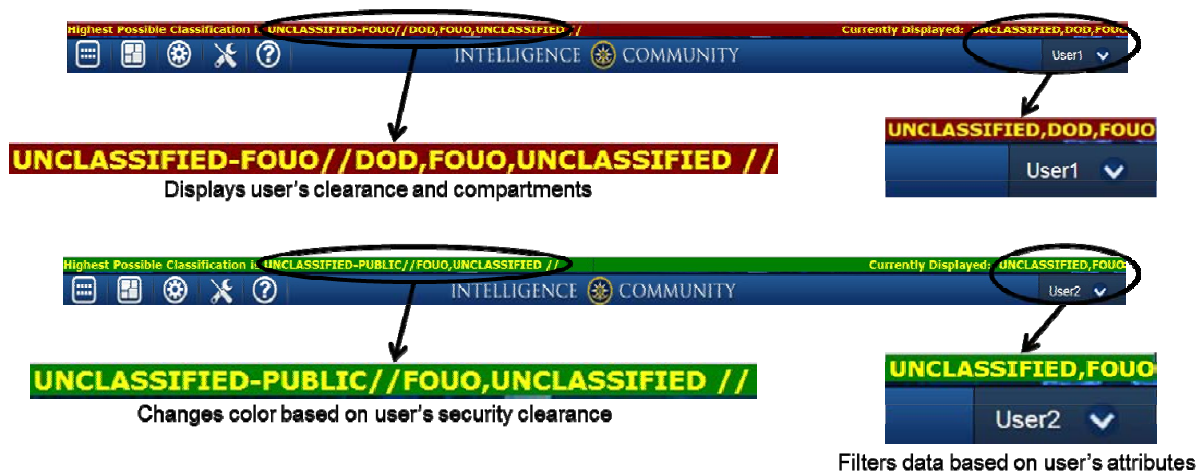 Highest Possible Classification is UNCLASSIFIED-FOUO//DOD,FOUO,UNCLASSIFIED // Currently Displayed: UNCLASSIFIED,DOD,FOUO
INTELLIGENCE COMMUNITY User1
UNCLASSIFIED-FOUO//DOD,FOUO,UNCLASSIFIED //
Displays user's clearance and compartments
UNCLASSIFIED,DOD,FOUO
User1
Highest Possible Classification is UNCLASSIFIED-PUBLIC//FOUO,UNCLASSIFIED // Currently Displayed: UNCLASSIFIED,FOUO
INTELLIGENCE COMMUNITY User2
UNCLASSIFIED-PUBLIC//FOUO,UNCLASSIFIED //
Changes color based on user's security clearance
UNCLASSIFIED,FOUO
User2
Filters data based on user's attributes